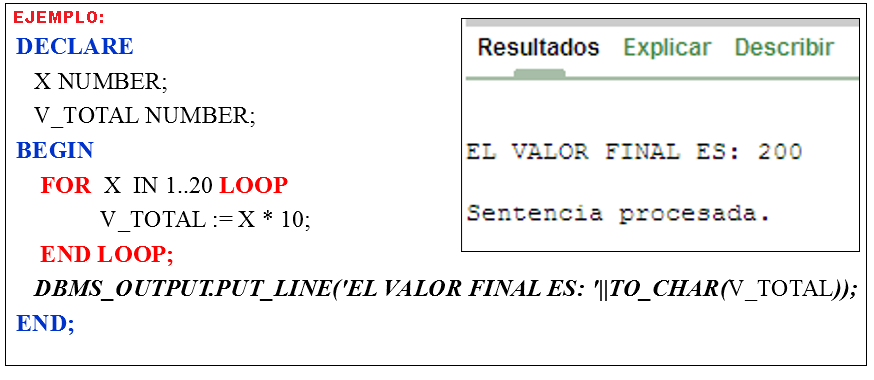 EJEMPLO:
DECLARE
X NUMBER;
V_TOTAL NUMBER;
BEGIN
FOR X IN 1..20 LOOP
V_TOTAL := X * 10;
END LOOP;
DBMS_OUTPUT.PUT_LINE('EL VALOR FINAL ES: '||TO_CHAR(V_TOTAL));
END;
Resultados Explicar Describir
EL VALOR FINAL ES: 200
Sentencia procesada.